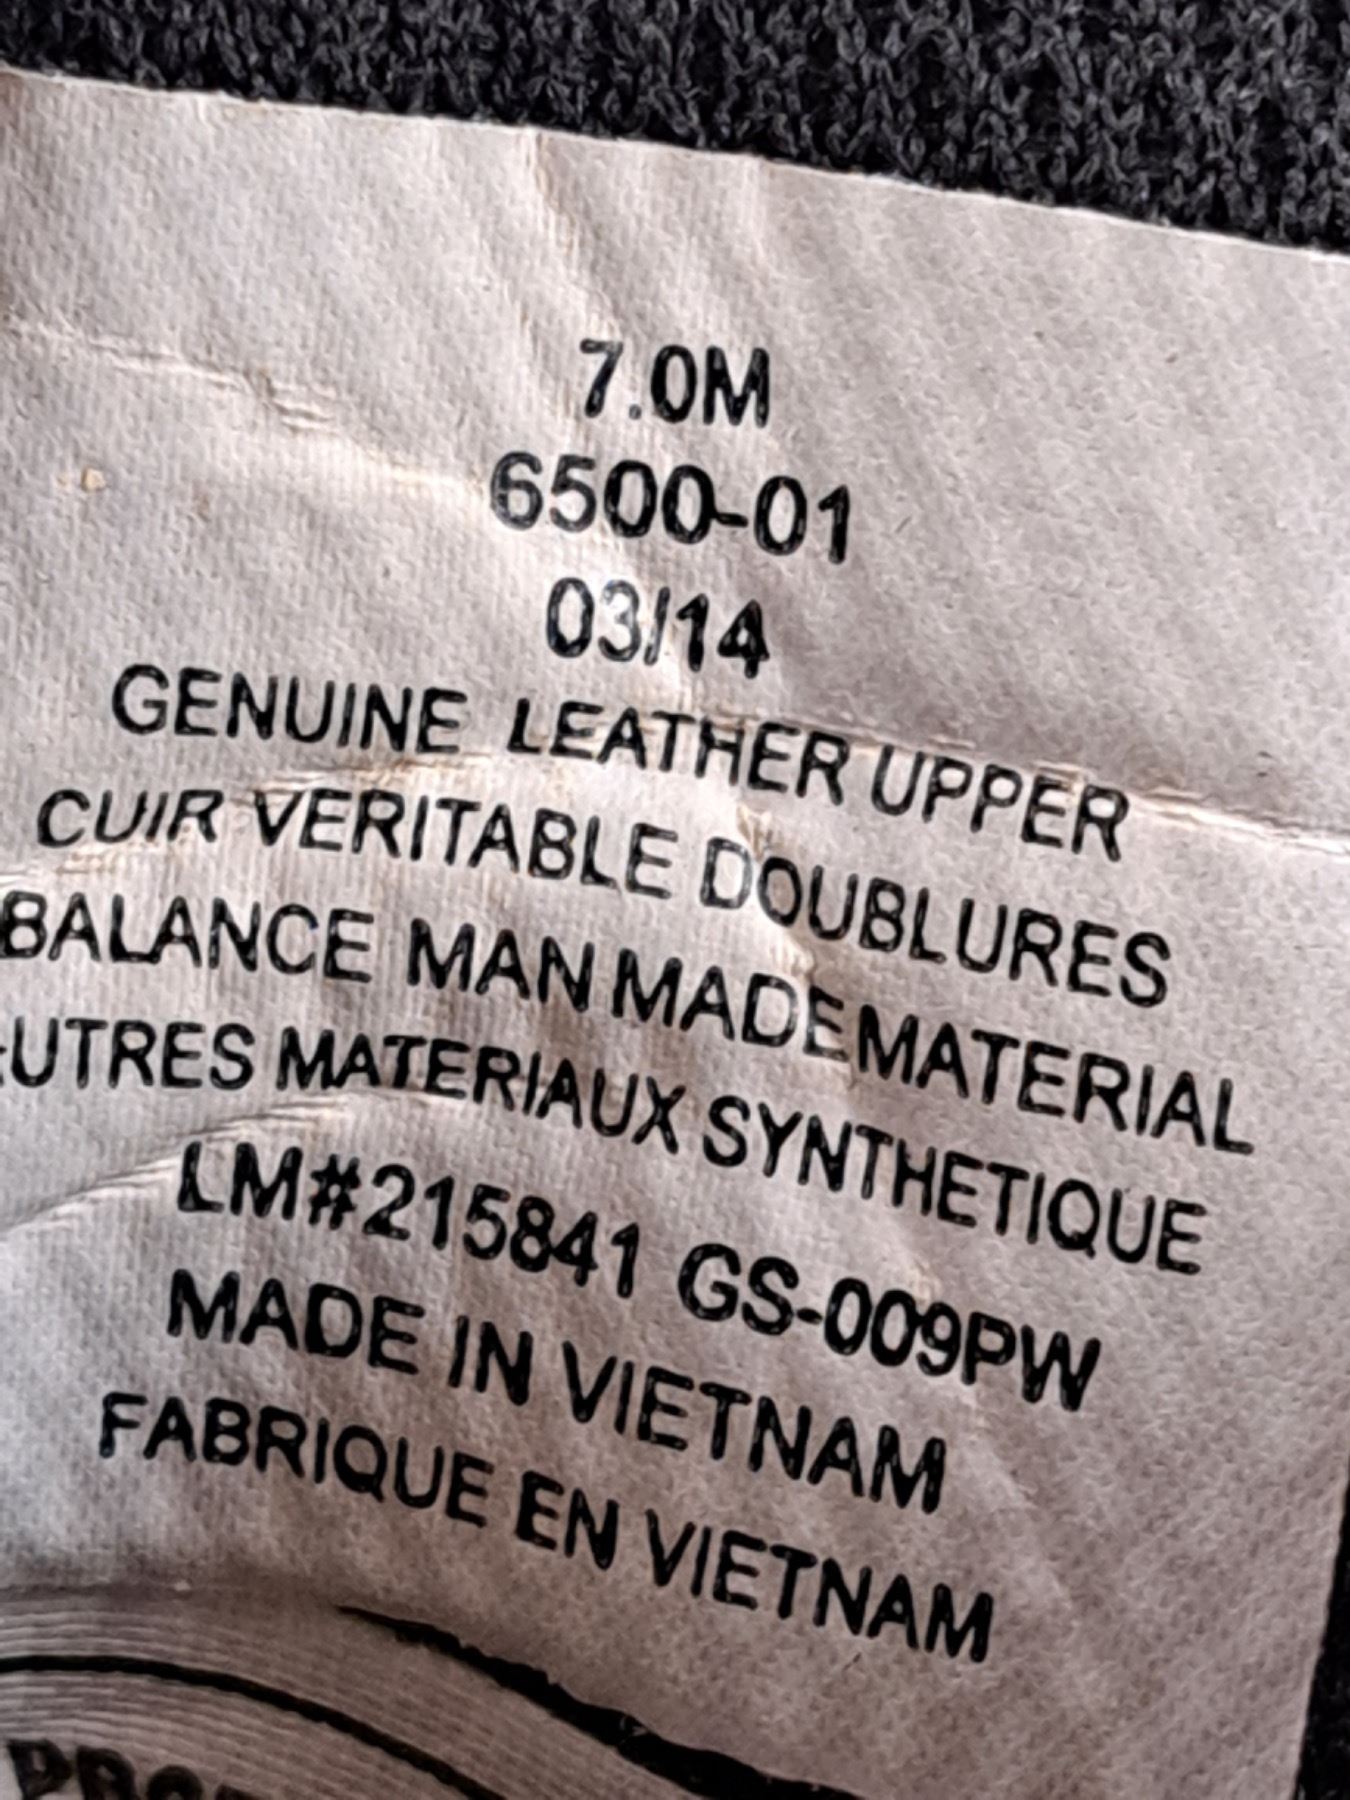 7.0M
6500-01
03/14
GENUINE LEATHER UPPER
CUIR VERITABLE DOUBLURES
BALANCE MAN MADE MATERIAL
MATERIAUX SYNTHETIQUE
LM#215841 GS-009PW
MADE IN VIETNAM
FABRIQUE EN VIETNAM